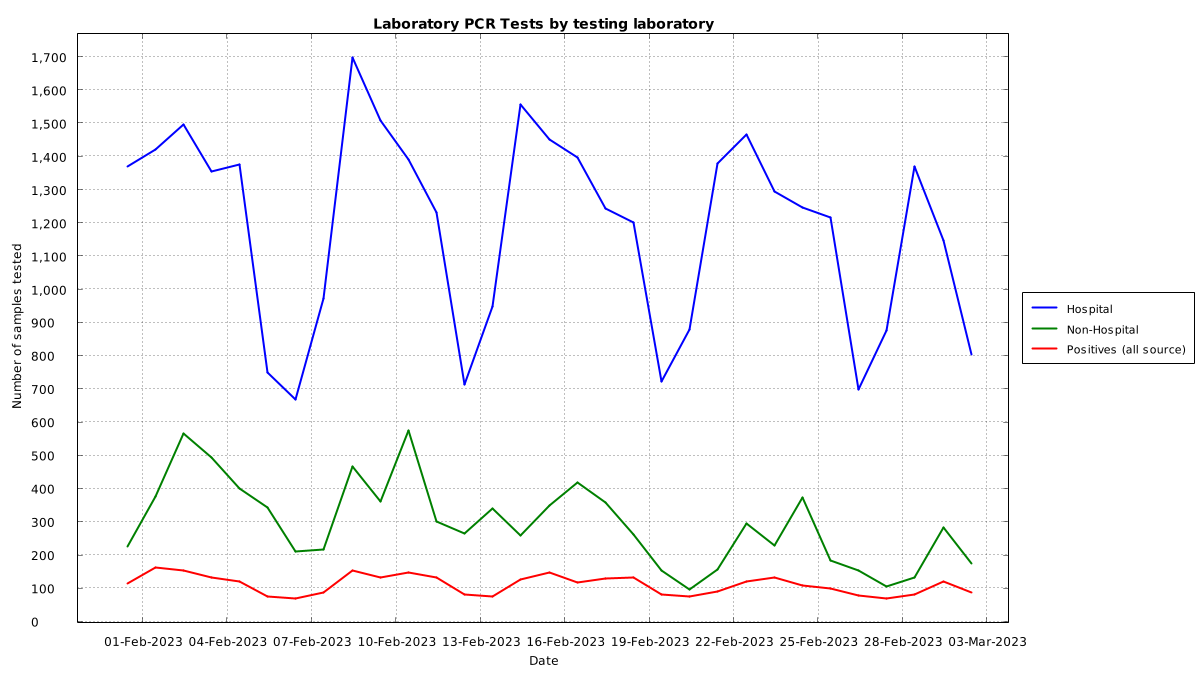 Laboratory PCR Tests by testing laboratory
1,700
1,600
1,500
1,400
1,300
1,200
1,100
1,000
900
800
700
600
500
400
300
200
100
0
Number of samples tested
01-Feb-2023 04-Feb-2023 07-Feb-2023 10-Feb-2023 13-Feb-2023 16-Feb-2023 19-Feb-2023 22-Feb-2023 25-Feb-2023 28-Feb-2023 03-Mar-2023
Date
Hospital
Non-Hospital
Positives (all source)